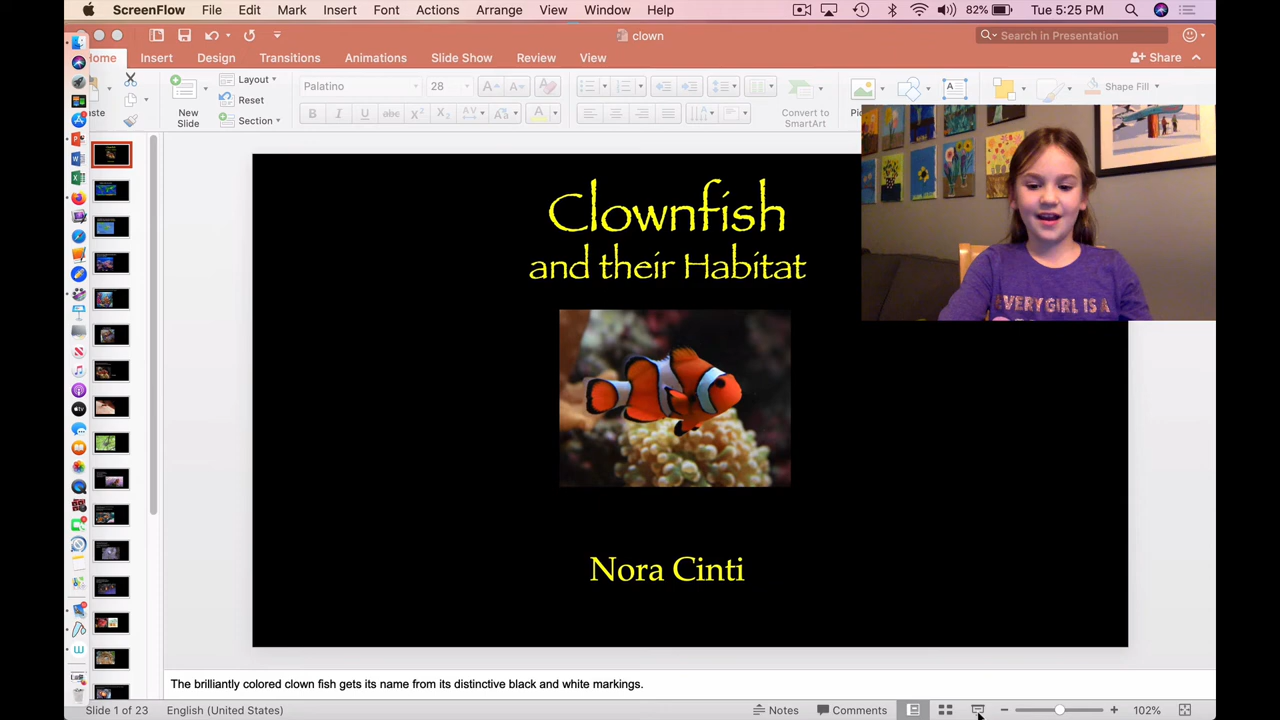 ScreenFlow File Edit Mark Insert Font Actions Arrange View Window Help 82% Tue 5:25 PM
clown
Search in Presentation
Home Insert Design Transitions Animations Slide Show Review View
Share
Layout
Reset
Section
New
Slide
Palatino 28
B I U abc
Convert to
SmartArt
Shape Fill
Clownfish
and their Habitat
EVERY GIRL IS A
Nora Cinti
The brilliantly colored clown fish gets its name from its distinctive black and white markings.
Slide 1 of 23 English (United States) Notes Comments 102%